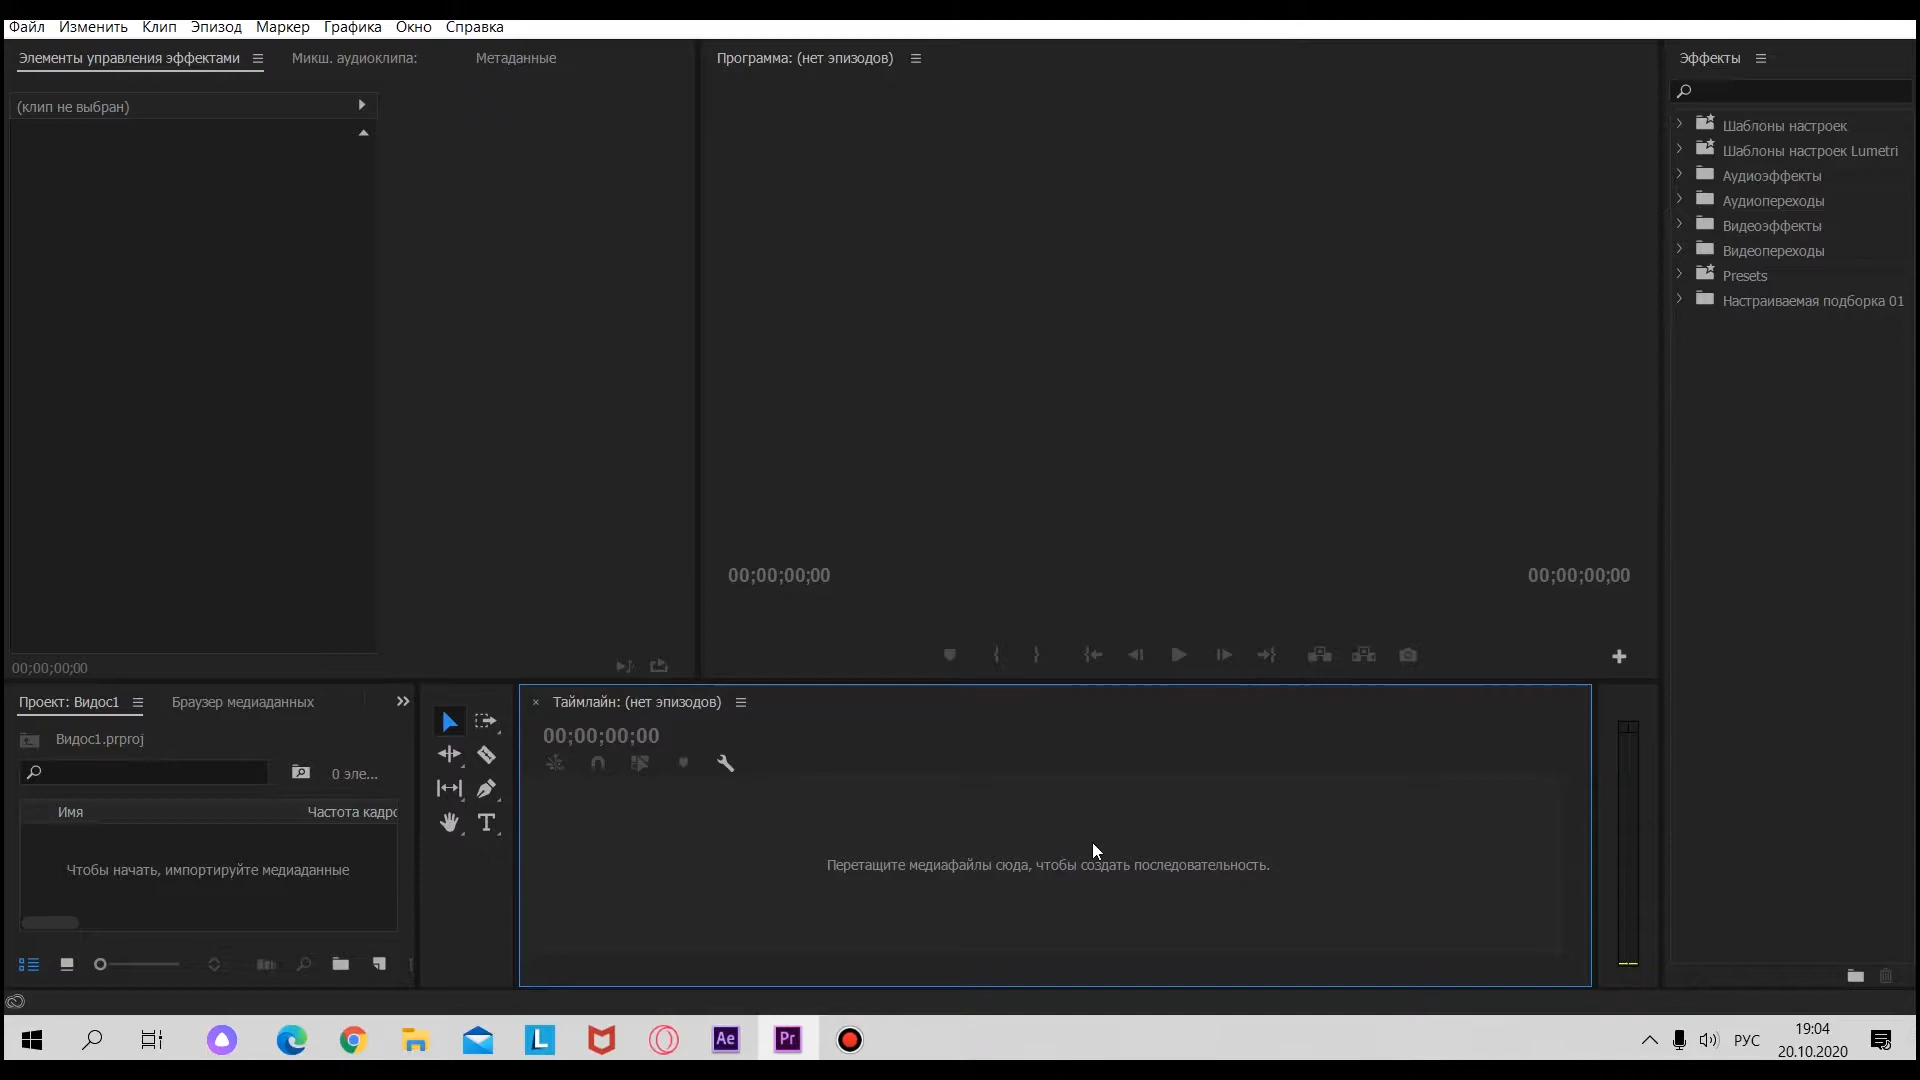 Файл Изменить Клип Эпизод Маркер Графика Окно Справка
Элементы управления эффектами Микш. аудиоклипа: Метаданные
(клип не выбран)
00;00;00;00
Программа: (нет эпизодов)
00;00;00;00 00;00;00;00
Эффекты
Шаблоны настроек
Шаблоны настроек Lumetri
Аудиоэффекты
Аудиопереходы
Видеоэффекты
Видеопереходы
Presets
Настраиваемая подборка 01
Проект: Видос1 Браузер медиаданных
Видос1.prproj
0 эле...
Имя Частота кадрс
Чтобы начать, импортируйте медиаданные
Таймлайн: (нет эпизодов)
00;00;00;00
Перетащите медиафайлы сюда, чтобы создать последовательность.
L Ae Pr
РУС
19:04
20.10.2020